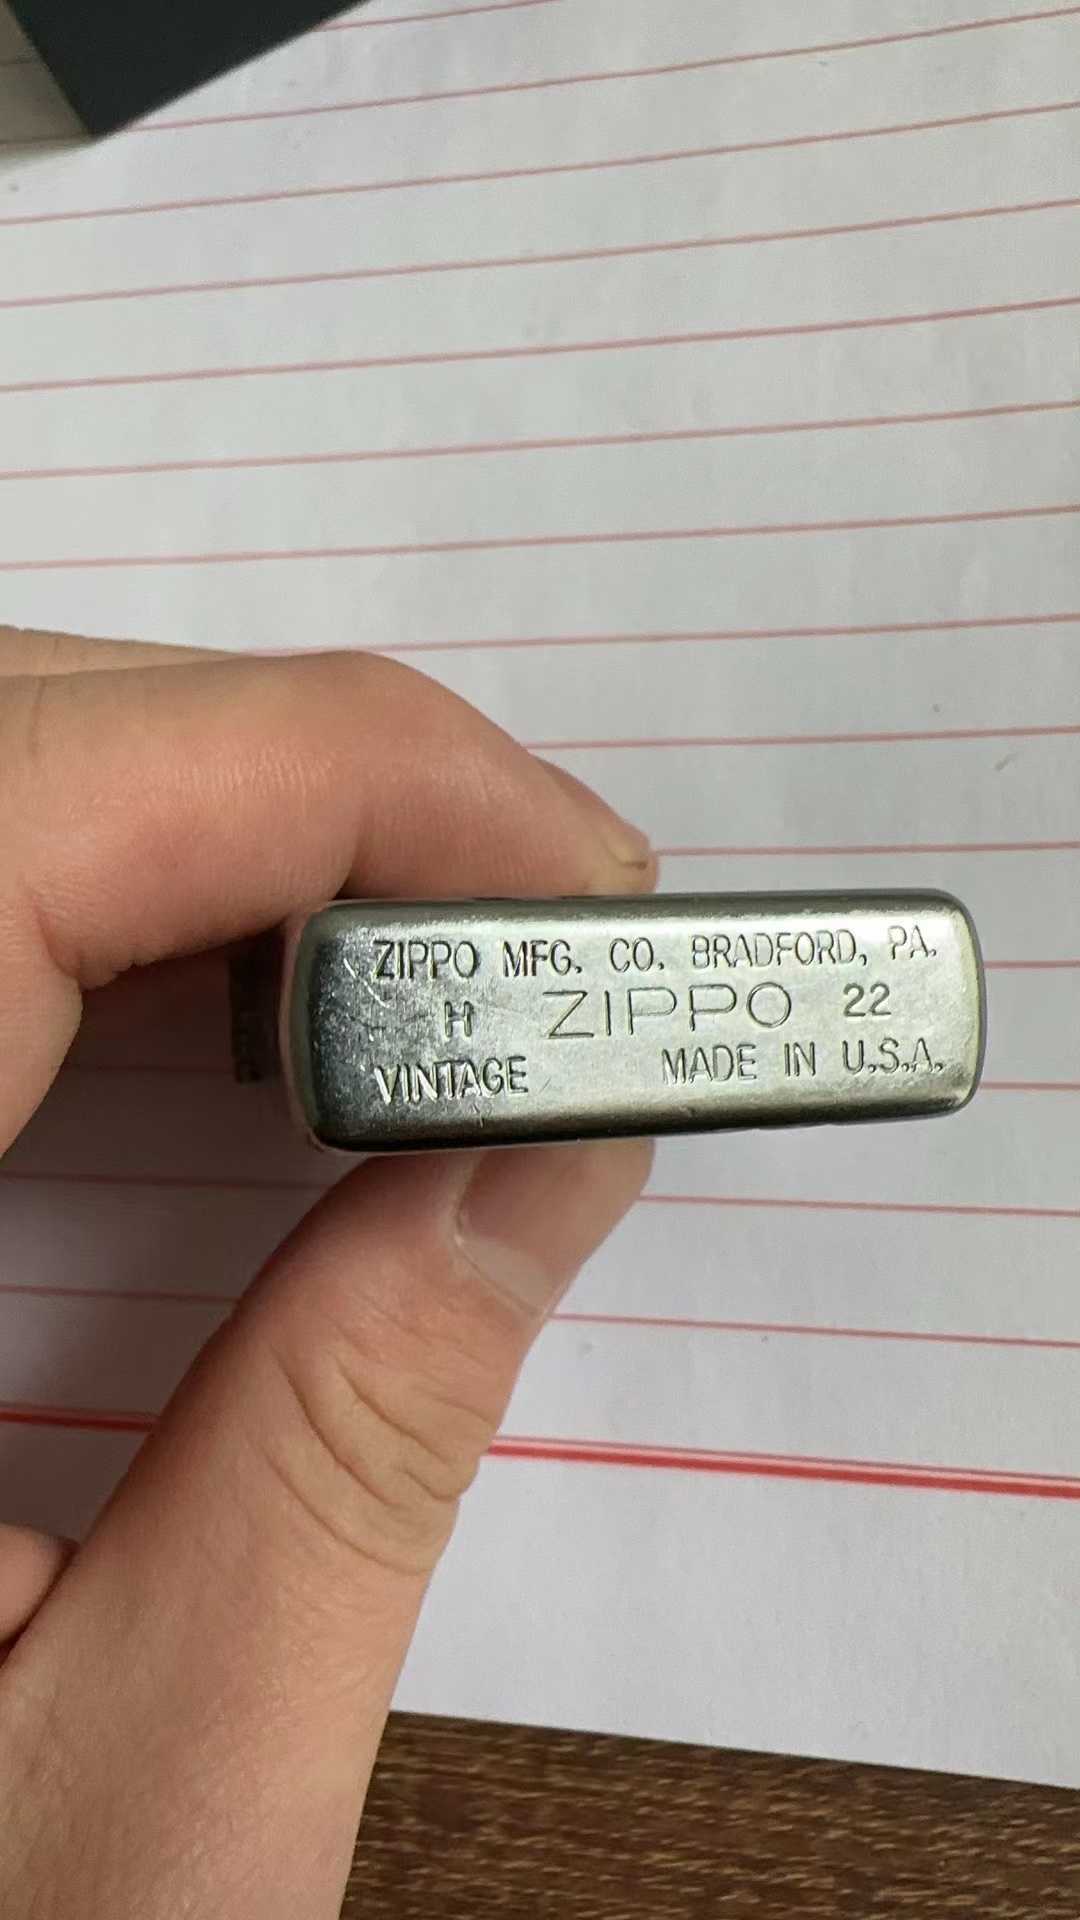 ZIPPO MFG. CO. BRADFORD, PA.
H ZIPPO 22
VINTAGE MADE IN U.S.A.